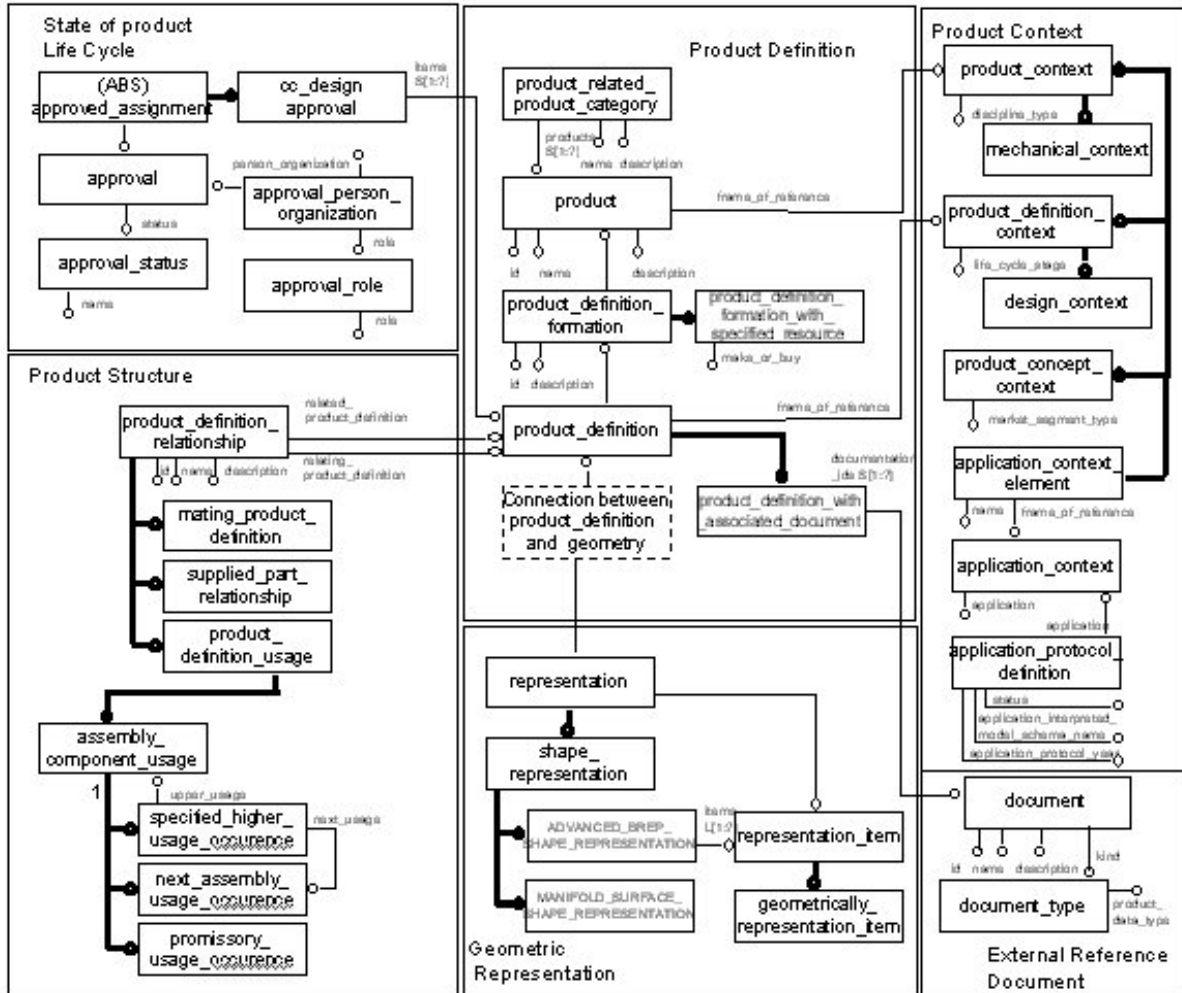 State of product
Life Cycle
(ABS)
approved_assignment
cc_design
approval
items
S[1:?]
approval
person_organization
approval_person_
organization
status
role
approval_status
approval_role
name
role
Product Definition
product_related_
product_category
products
S[1:?]
name
description
product
frame_of_reference
id
name
description
product_definition_
formation
product_definition_
formation_with_
specified_resource
id
description
make_or_buy
product_definition
frame_of_reference
documentation
_ids S[1:?]
Connection between
product_definition
and geometry
product_definition_with
_associated_document
Product Context
product_context
discipline_type
mechanical_context
product_definition_
context
life_cycle_stage
design_context
product_concept_
context
market_segment_type
application_context_
element
name
frame_of_reference
application_context
application
application
application_protocol_
definition
status
application_interpreted_
modal_schema_name
application_protocol_year
Product Structure
related_
product_definition
product_definition_
relationship
relating_
product_definition
id
name
description
mating_product_
definition
supplied_part_
relationship
product_
definition_usage
assembly_
component_usage
1
upper_usage
specified_higher_
usage_occurence
next_usage
next_assembly_
usage_occurence
promissory_
usage_occurence
representation
shape_
representation
ADVANCED_BREP_
SHAPE_REPRESENTATION
items
L[1:?]
representation_item
MANIFOLD_SURFACE_
SHAPE_REPRESENTATION
geometrically_
representation_item
Geometric
Representation
document
id
name
description
kind
document_type
product_
data_type
External Reference
Document